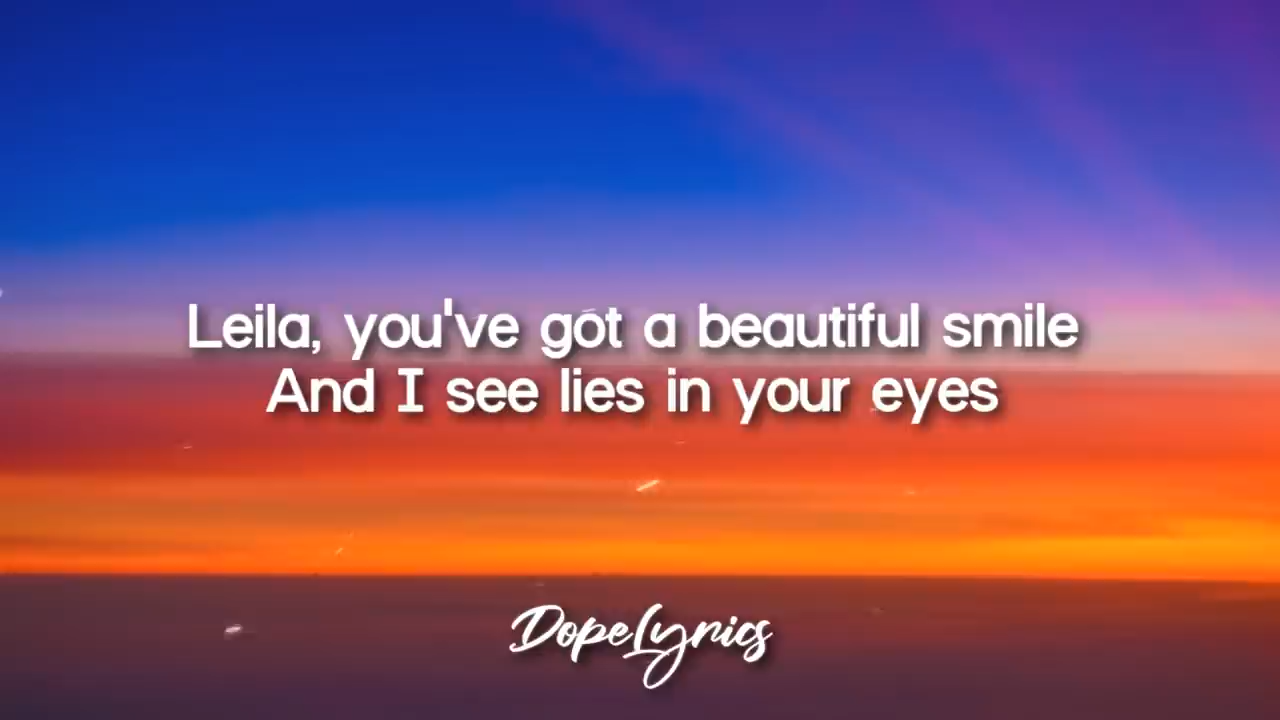 Leila, you've got a beautiful smile
And I see lies in your eyes
DopeLyrics